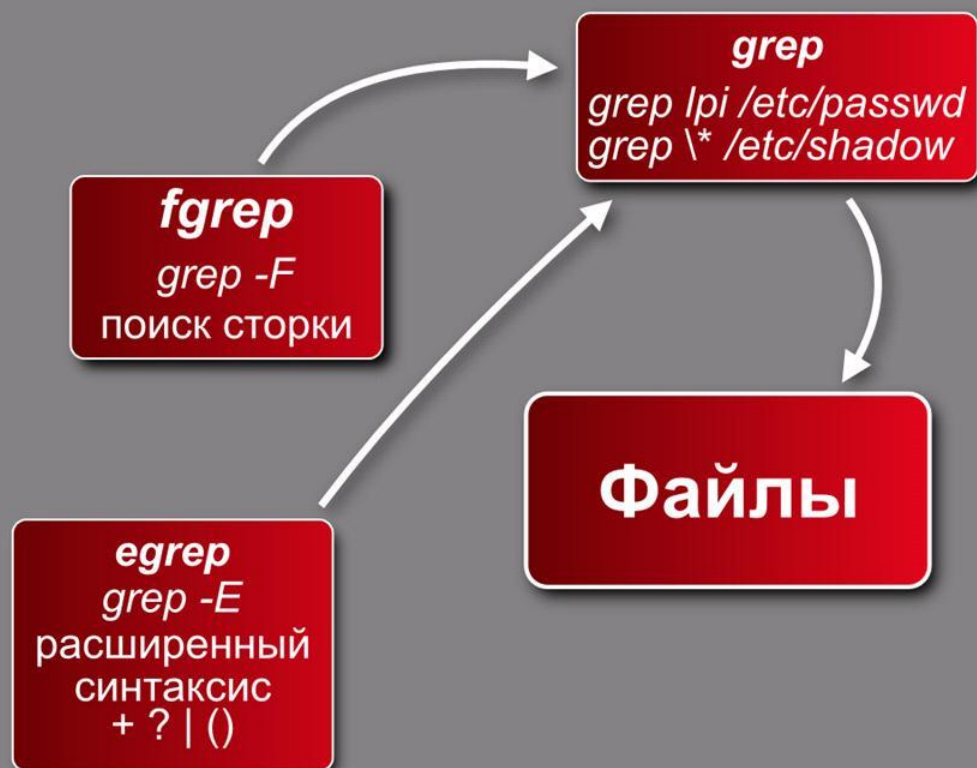 grep
grep lpi /etc/passwd
grep \* /etc/shadow
fgrep
grep -F
поиск сторки
Файлы
egrep
grep -E
расширенный
синтаксис
+ ? | ()